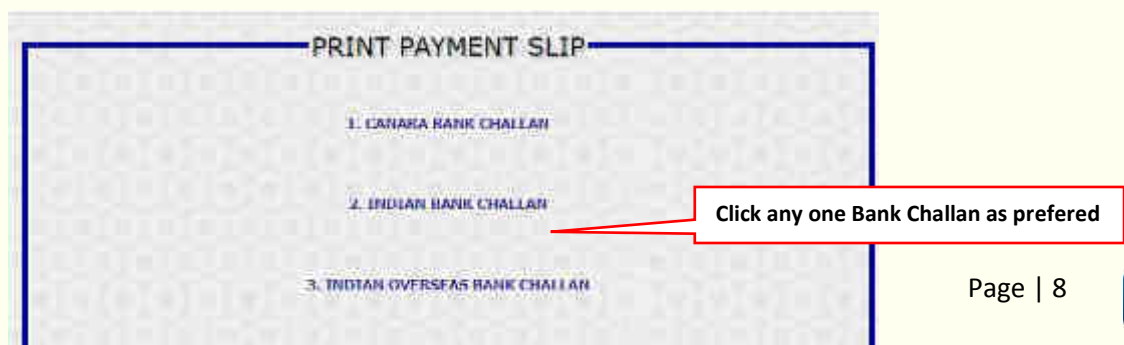 PRINT PAYMENT SLIP
1. CANARA BANK CHALLAN
2. INDIAN BANK CHALLAN
Click any one Bank Challan as prefered
3. INDIAN OVERSEAS BANK CHALLAN
Page | 8